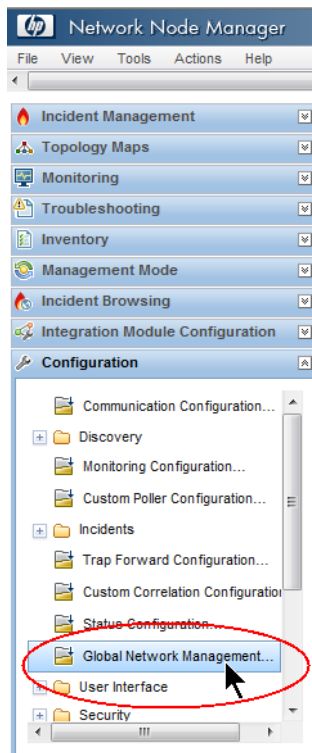 hp Network Node Manager
File View Tools Actions Help
Incident Management
Topology Maps
Monitoring
Troubleshooting
Inventory
Management Mode
Incident Browsing
Integration Module Configuration
Configuration
Communication Configuration...
Discovery
Monitoring Configuration...
Custom Poller Configuration...
Incidents
Trap Forward Configuration...
Custom Correlation Configuration
Status Configuration...
Global Network Management...
User Interface
Security